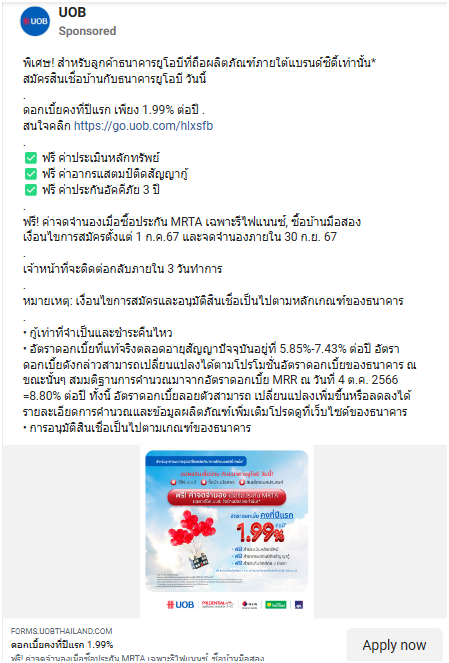 UOB
Sponsored
พิเศษ! สำหรับลูกค้าธนาคารยูโอบีที่ถือผลิตภัณฑ์ภายใต้แบรนด์ซิตี้เท่านั้น*
สมัครสินเชื่อบ้านกับธนาคารยูโอบี วันนี้
.
ดอกเบี้ยคงที่ปีแรก เพียง 1.99% ต่อปี .
สนใจคลิก https://go.uob.com/hlxsfb
.
✅ ฟรี ค่าประเมินหลักทรัพย์
✅ ฟรี ค่าอากรแสตมป์ติดสัญญากู้
✅ ฟรี ค่าประกันอัคคีภัย 3 ปี
.
ฟรี! ค่าจดจำนองเมื่อซื้อประกัน MRTA เฉพาะรีไฟแนนซ์, ซื้อบ้านมือสอง
เงื่อนไขการสมัครตั้งแต่ 1 ก.ค.67 และจดจำนองภายใน 30 ก.ย. 67
.
เจ้าหน้าที่จะติดต่อกลับภายใน 3 วันทำการ
.
หมายเหตุ: เงื่อนไขการสมัครและอนุมัติสินเชื่อเป็นไปตามหลักเกณฑ์ของธนาคาร
.
• กู้เท่าที่จำเป็นและชำระคืนไหว
• อัตราดอกเบี้ยที่แท้จริงตลอดอายุสัญญาปัจจุบันอยู่ที่ 5.85%-7.43% ต่อปี อัตรา
ดอกเบี้ยดังกล่าวสามารถเปลี่ยนแปลงได้ตามโปรโมชั่นอัตราดอกเบี้ยของธนาคาร ณ
ขณะนั้นๆ สมมติฐานการคำนวณมาจากอัตราดอกเบี้ย MRR ณ วันที่ 4 ต.ค. 2566
=8.80% ต่อปี ทั้งนี้ อัตราดอกเบี้ยลอยตัวสามารถ เปลี่ยนแปลงเพิ่มขึ้นหรือลดลงได้
รายละเอียดการคำนวณและข้อมูลผลิตภัณฑ์เพิ่มเติมโปรดดูที่เว็บไซต์ของธนาคาร
• การอนุมัติสินเชื่อเป็นไปตามเกณฑ์ของธนาคาร
ฟรี! ค่าจดจำนอง เมื่อซื้อประกัน MRTA
อัตราดอกเบี้ย คงที่ปีแรก
1.99%
UOB PRUDENTIAL AXA
FORMS.UOBTHAILAND.COM
ดอกเบี้ยคงที่ปีแรก 1.99%
ฟรี! ค่าจดจำนองเมื่อซื้อประกัน MRTA เฉพาะรีไฟแนนซ์, ซื้อบ้านมือสอง
Apply now